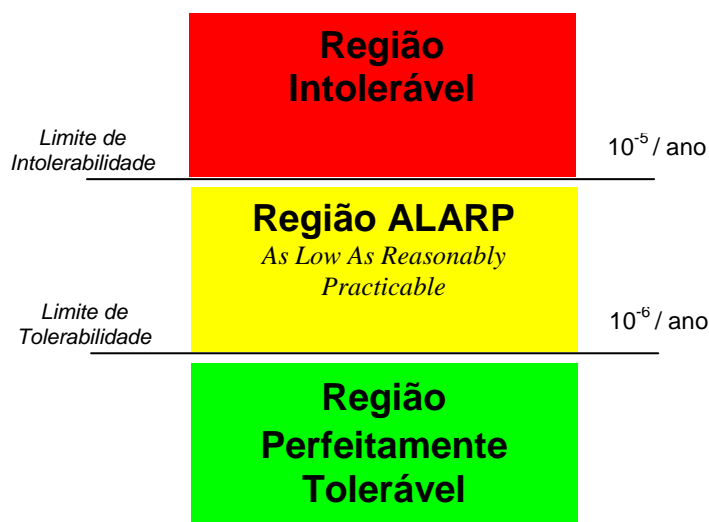 Região
Intolerável
Limite de
Intolerabilidade
10⁻⁵ / ano
Região ALARP
As Low As Reasonably
Practicable
Limite de
Tolerabilidade
10⁻⁶ / ano
Região
Perfeitamente
Tolerável